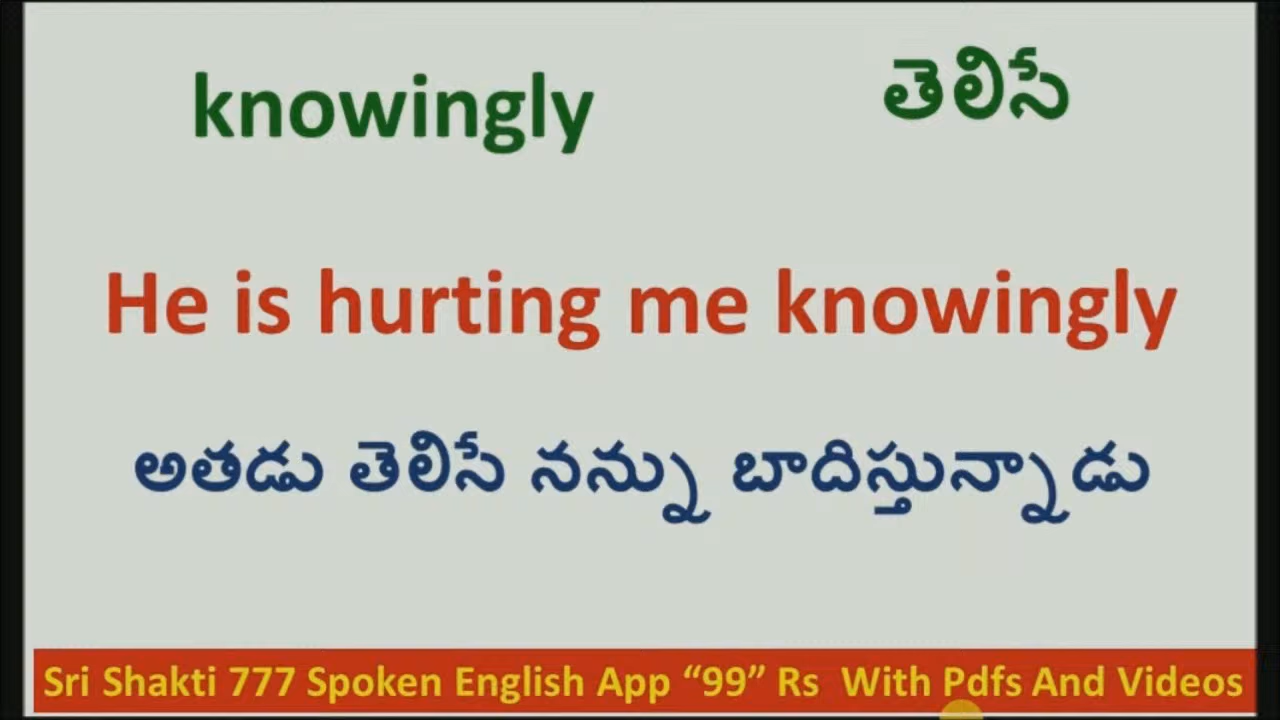 knowingly తెలిసే
He is hurting me knowingly
అతడు తెలిసే నన్ను బాదిస్తున్నాడు
Sri Shakti 777 Spoken English App “99” Rs With Pdfs And Videos